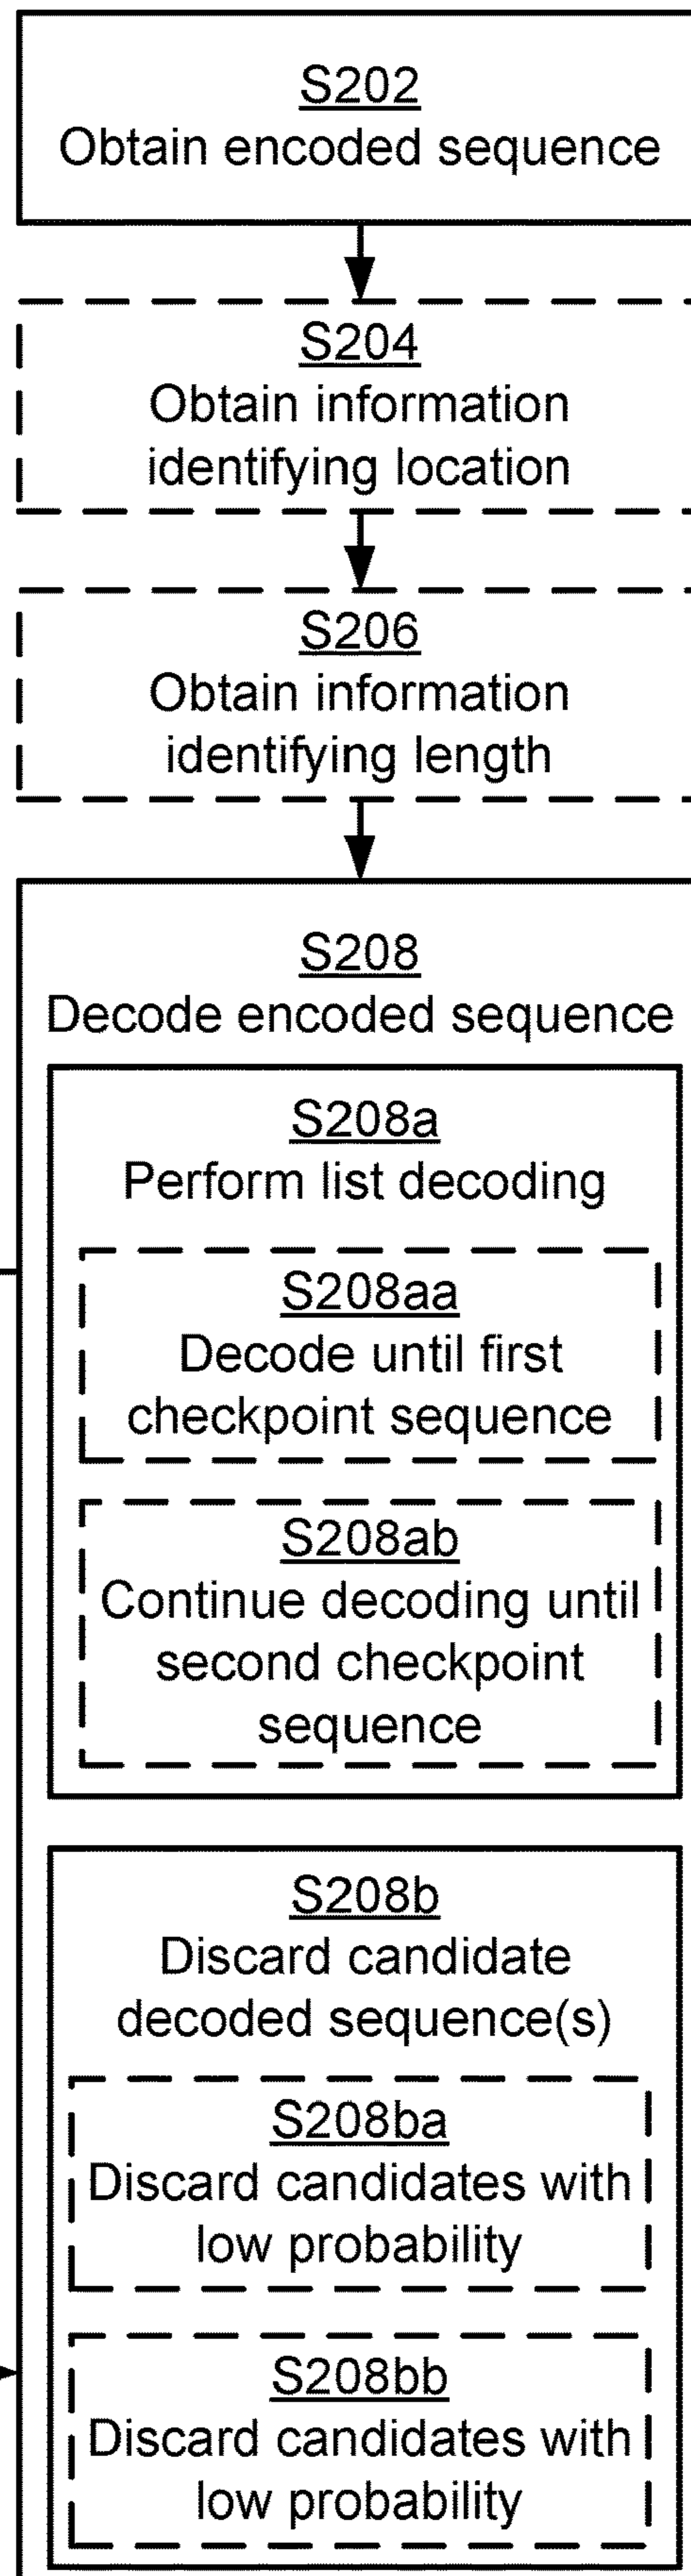 S202
Obtain encoded sequence
S204
Obtain information
identifying location
S206
Obtain information
identifying length
S208
Decode encoded sequence
S208a
Perform list decoding
S208aa
Decode until first
checkpoint sequence
S208ab
Continue decoding until
second checkpoint
sequence
S208b
Discard candidate
decoded sequence(s)
S208ba
Discard candidates with
low probability
S208bb
Discard candidates with
low probability